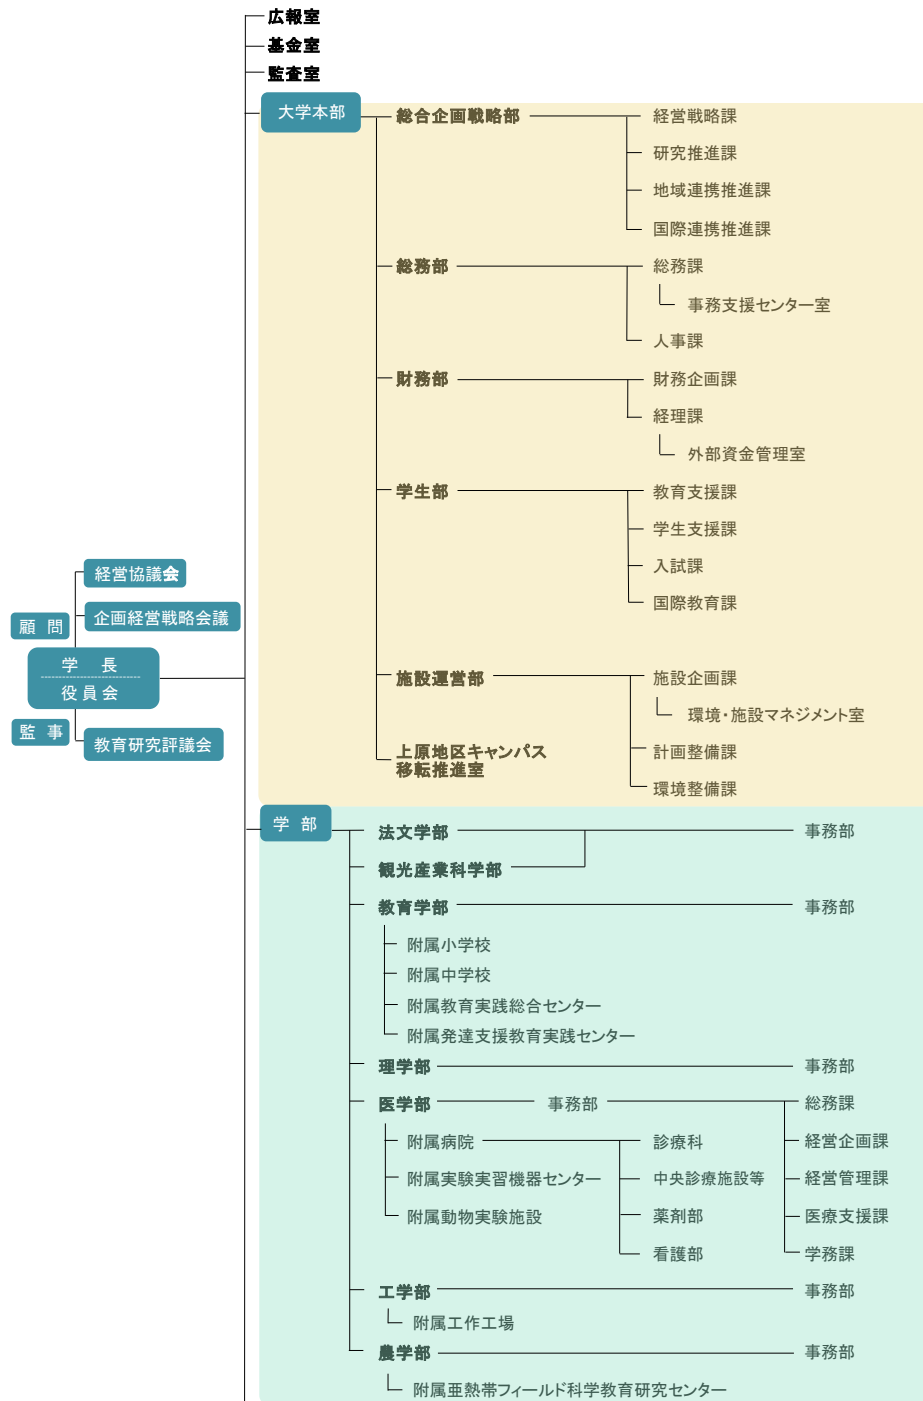 広報室
基金室
監査室
大学本部
総合企画戦略部
経営戦略課
研究推進課
地域連携推進課
国際連携推進課
総務部
総務課
事務支援センター室
人事課
財務部
財務企画課
経理課
外部資金管理室
学生部
教育支援課
学生支援課
入試課
国際教育課
経営協議会
企画経営戦略会議
顧 問
学 長
役員会
監 事
教育研究評議会
施設運営部
施設企画課
環境・施設マネジメント室
計画整備課
環境整備課
上原地区キャンパス
移転推進室
学 部
法文学部
事務部
観光産業科学部
教育学部
事務部
附属小学校
附属中学校
附属教育実践総合センター
附属発達支援教育実践センター
理学部
事務部
医学部
事務部
総務課
経営企画課
経営管理課
医療支援課
学務課
附属病院
診療科
中央診療施設等
薬剤部
看護部
附属実験実習機器センター
附属動物実験施設
工学部
事務部
附属工作工場
農学部
事務部
附属亜熱帯フィールド科学教育研究センター